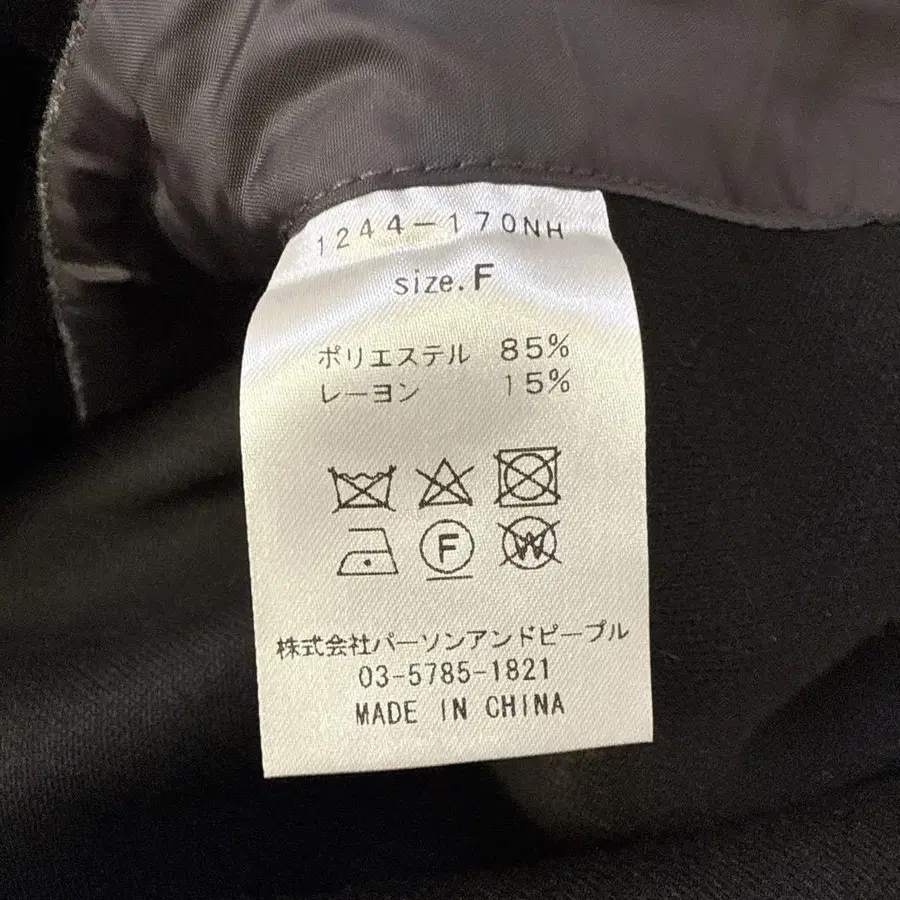 1244-170NH
size.F
ポリエステル 85%
レーヨン 15%
F W
株式会社パーソンアンドピープル
03-5785-1821
MADE IN CHINA